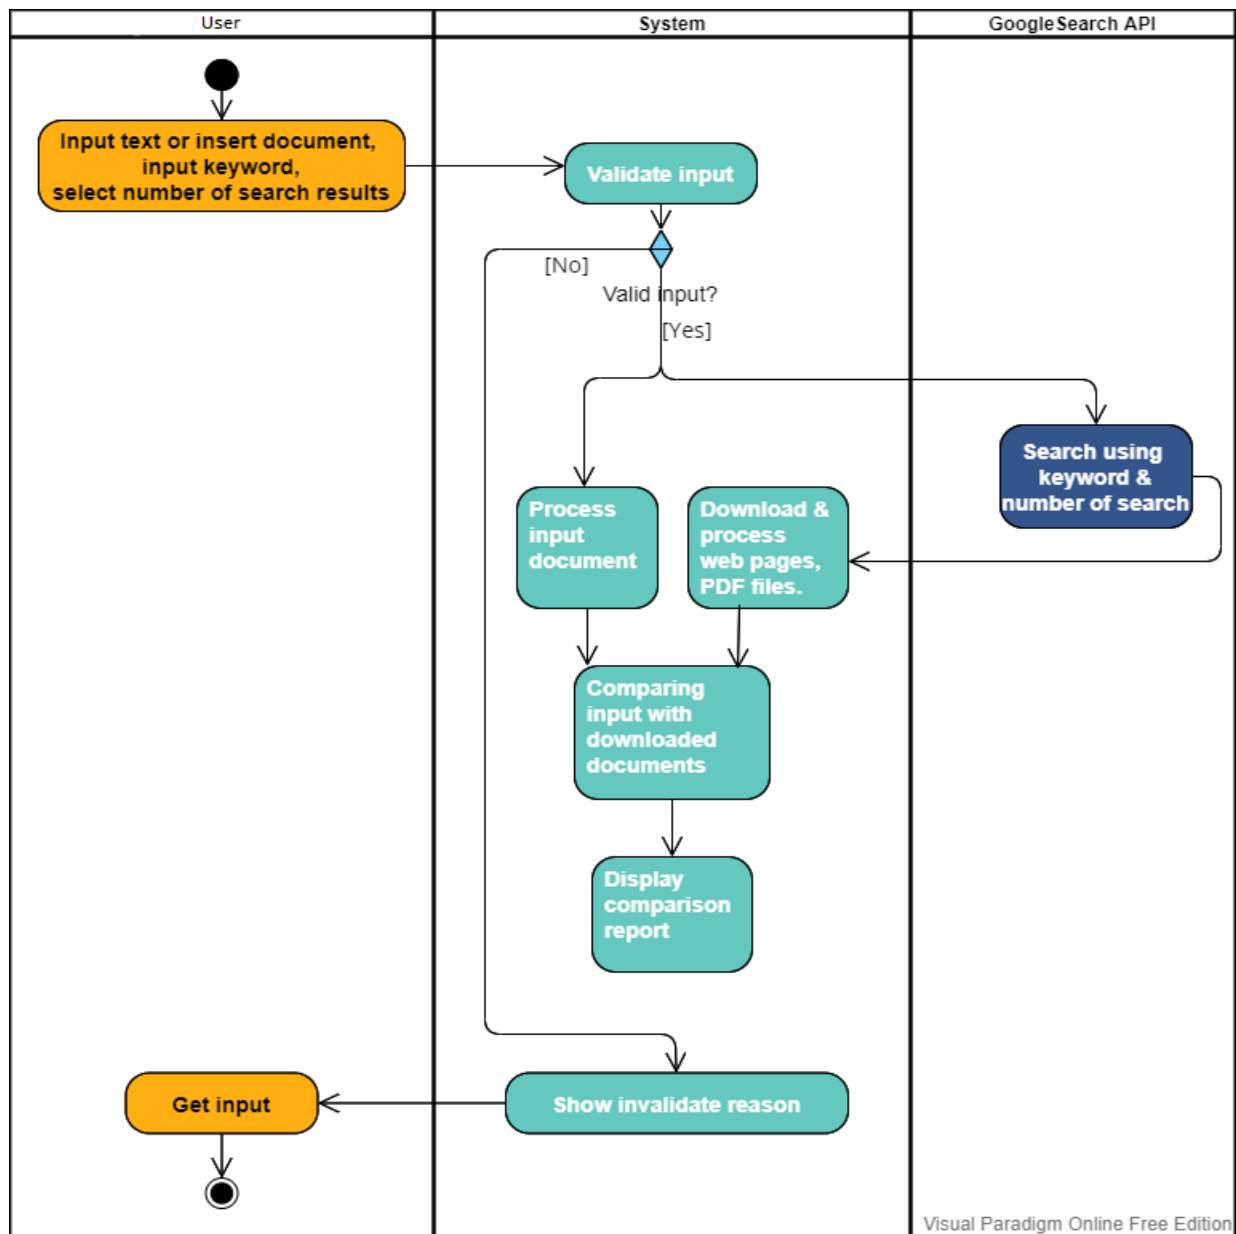 User
System
GoogleSearch API
Input text or insert document,
input keyword,
select number of search results
Validate input
[No]
Valid input?
[Yes]
Search using
keyword &
number of search
Process
input
document
Download &
process
web pages,
PDF files.
Comparing
input with
downloaded
documents
Display
comparison
report
Get input
Show invalidate reason
Visual Paradigm Online Free Edition